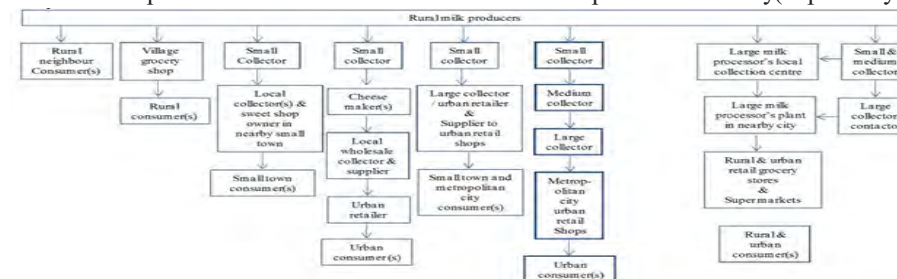 Rural milk producers
Rural
neighbour
Consumer(s)
Village
grocery
shop
Rural
consumer(s)
Small
Collector
Local
collector(s) &
sweet shop
owner in
nearby small
town
Small town
consumer(s)
Small
collector
Cheese
maker(s)
Local
wholesale
collector &
supplier
Urban
retailer
Urban
consumer(s)
Small
collector
Large collector
/ urban retailer
&
Supplier to
urban retail
shops
Small town and
metropolitan
city
consumer(s)
Small
collector
Medium
collector
Large
collector
Metrop-
olitan
city
urban
retail
Shops
Urban
consumer(s)
Large milk
processor's local
collection centre
Large milk
processor's plant
in nearby city
Rural & urban
retail grocery
stores
&
Supermarkets
Rural &
urban
consumer(s)
Small &
medium
collector
Large
collector
contactor